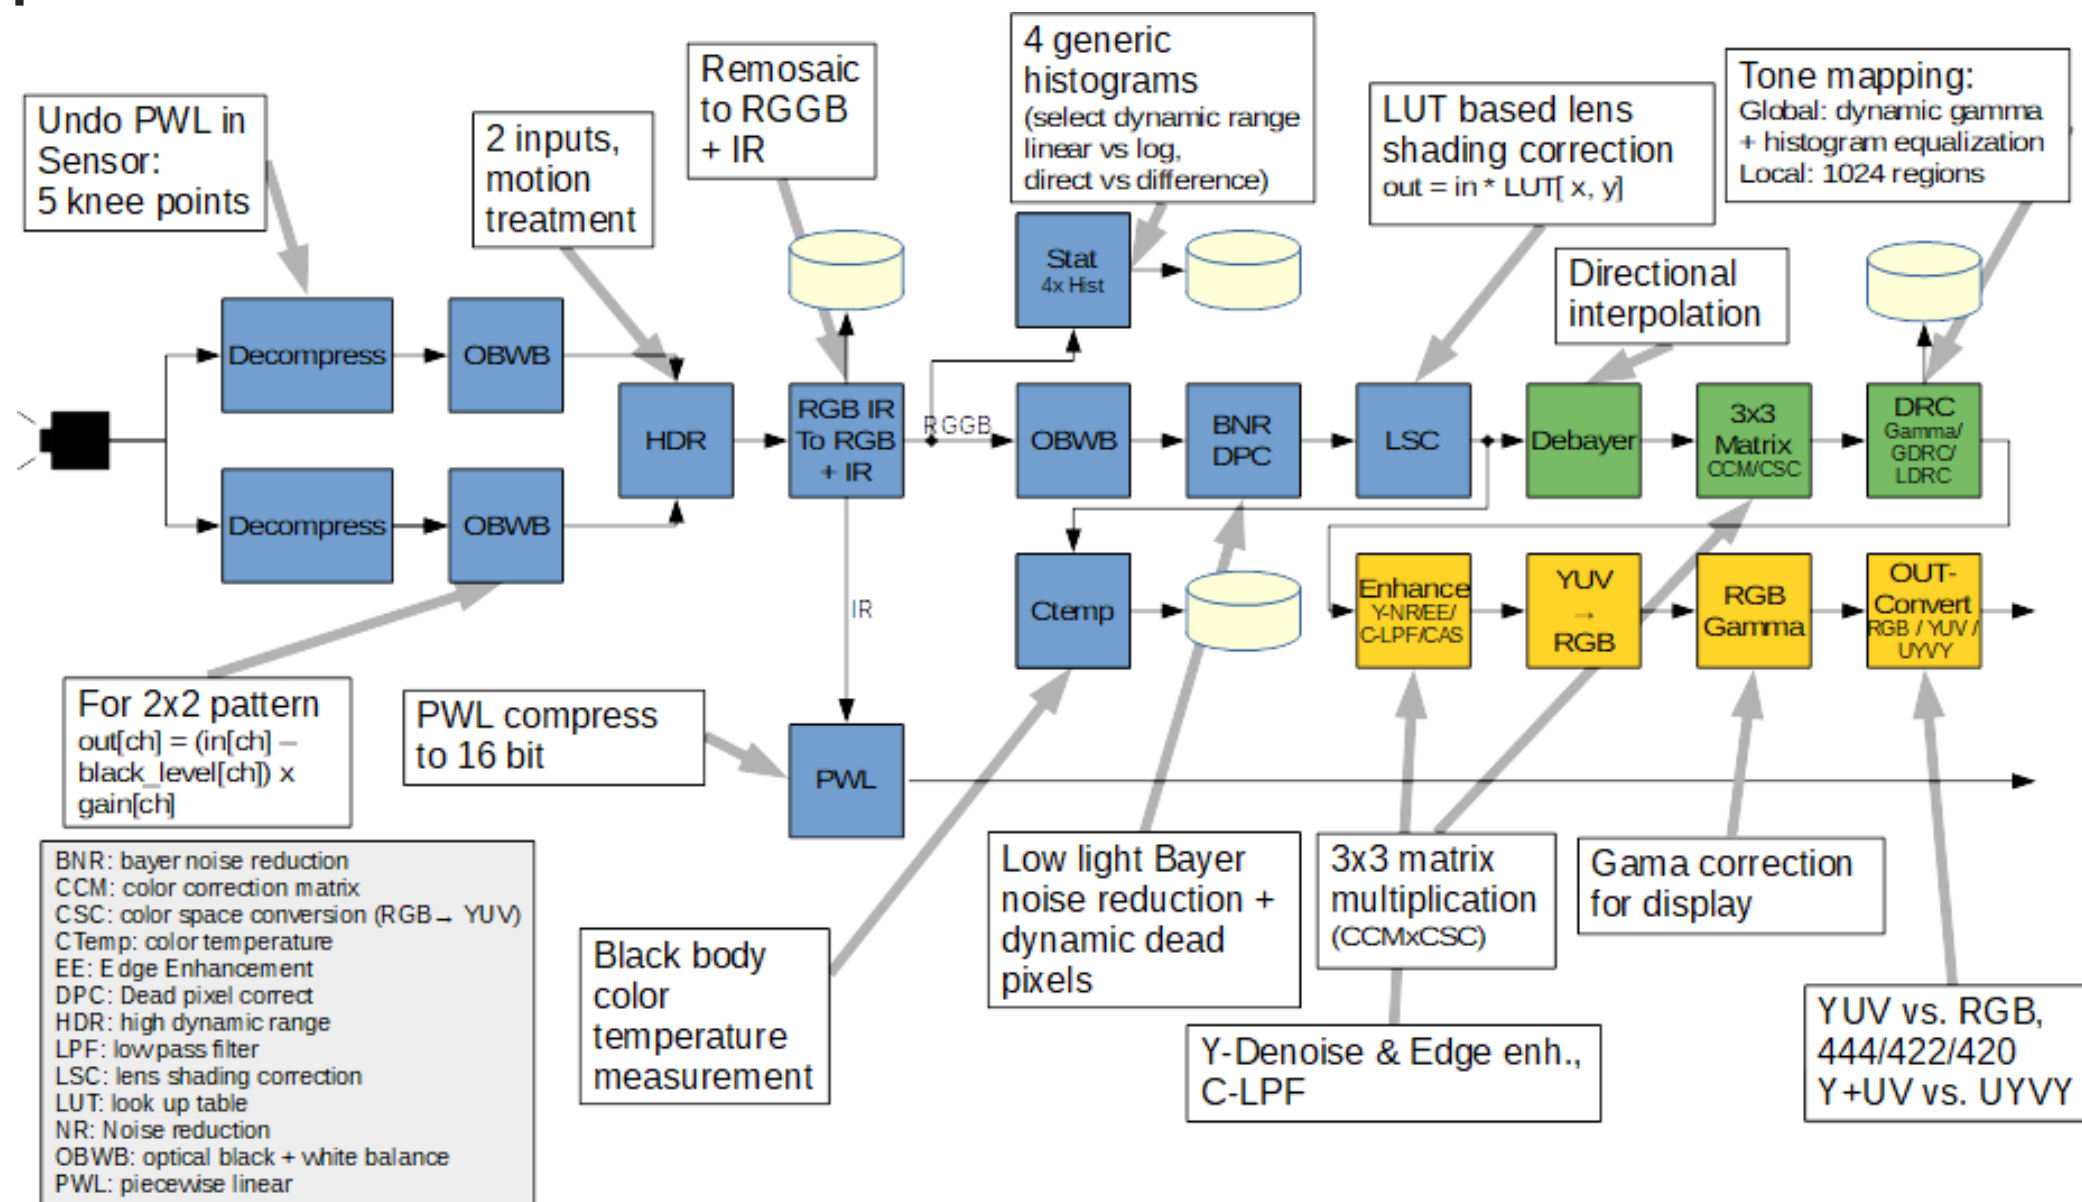 Undo PWL in
Sensor:
5 knee points
2 inputs,
motion
treatment
Remosaic
to RGGB
+ IR
4 generic
histograms
(select dynamic range
linear vs log,
direct vs difference)
LUT based lens
shading correction
out = in * LUT[ x, y]
Tone mapping:
Global: dynamic gamma
+ histogram equalization
Local: 1024 regions
Directional
interpolation
Stat
4x Hist
Decompress
OBWB
HDR
RGB IR
To RGB
+ IR
RGGB
OBWB
BNR
DPC
LSC
Debayer
3x3
Matrix
CCM/CSC
DRC
Gamma/
GDRC/
LDRC
Decompress
OBWB
IR
Ctemp
Enhance
Y-NR/EE/
C-LPF/CAS
YUV
→
RGB
RGB
Gamma
OUT-
Convert
RGB / YUV /
UYVY
For 2x2 pattern
out[ch] = (in[ch] –
black_level[ch]) x
gain[ch]
PWL compress
to 16 bit
PWL
BNR: bayer noise reduction
CCM: color correction matrix
CSC: color space conversion (RGB→ YUV)
CTemp: color temperature
EE: Edge Enhancement
DPC: Dead pixel correct
HDR: high dynamic range
LPF: lowpass filter
LSC: lens shading correction
LUT: look up table
NR: Noise reduction
OBWB: optical black + white balance
PWL: piecewise linear
Black body
color
temperature
measurement
Low light Bayer
noise reduction +
dynamic dead
pixels
3x3 matrix
multiplication
(CCMxCSC)
Gama correction
for display
Y-Denoise & Edge enh.,
C-LPF
YUV vs. RGB,
444/422/420
Y+UV vs. UYVY